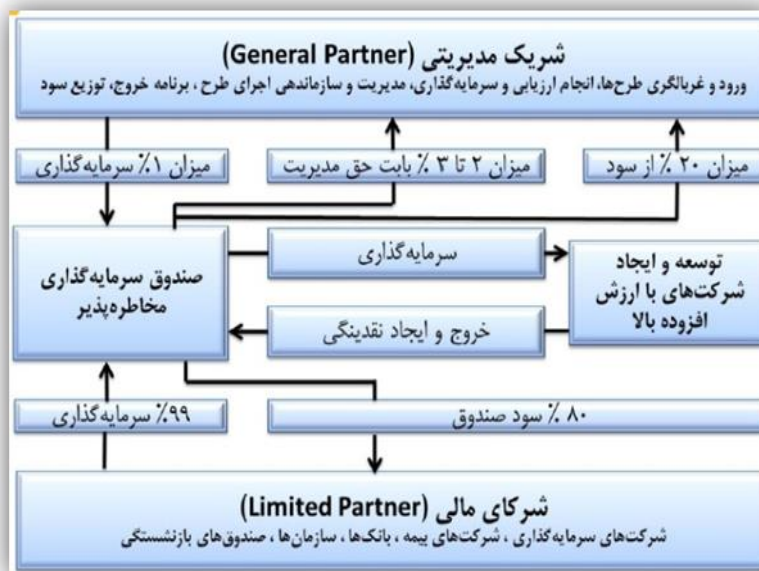 شریک مدیریتی (General Partner)
ورود و غربالگری طرح‌ها، انجام ارزیابی و سرمایه‌گذاری، مدیریت و سازماندهی اجرای طرح ، برنامه خروج، توزیع سود
میزان ۲۰ % از سود
میزان ۲ تا ۳ % بابت حق مدیریت
میزان ۱% سرمایه‌گذاری
توسعه و ایجاد
شرکت‌های با ارزش
افزوده بالا
سرمایه‌گذاری
خروج و ایجاد نقدینگی
صندوق سرمایه‌گذاری
مخاطره‌پذیر
۸۰ % سود صندوق
۹۹% سرمایه‌گذاری
شرکای مالی (Limited Partner)
شرکت‌های سرمایه‌گذاری ، شرکت‌های بیمه ، بانک‌ها ، سازمان‌ها ، صندوق‌های بازنشستگی